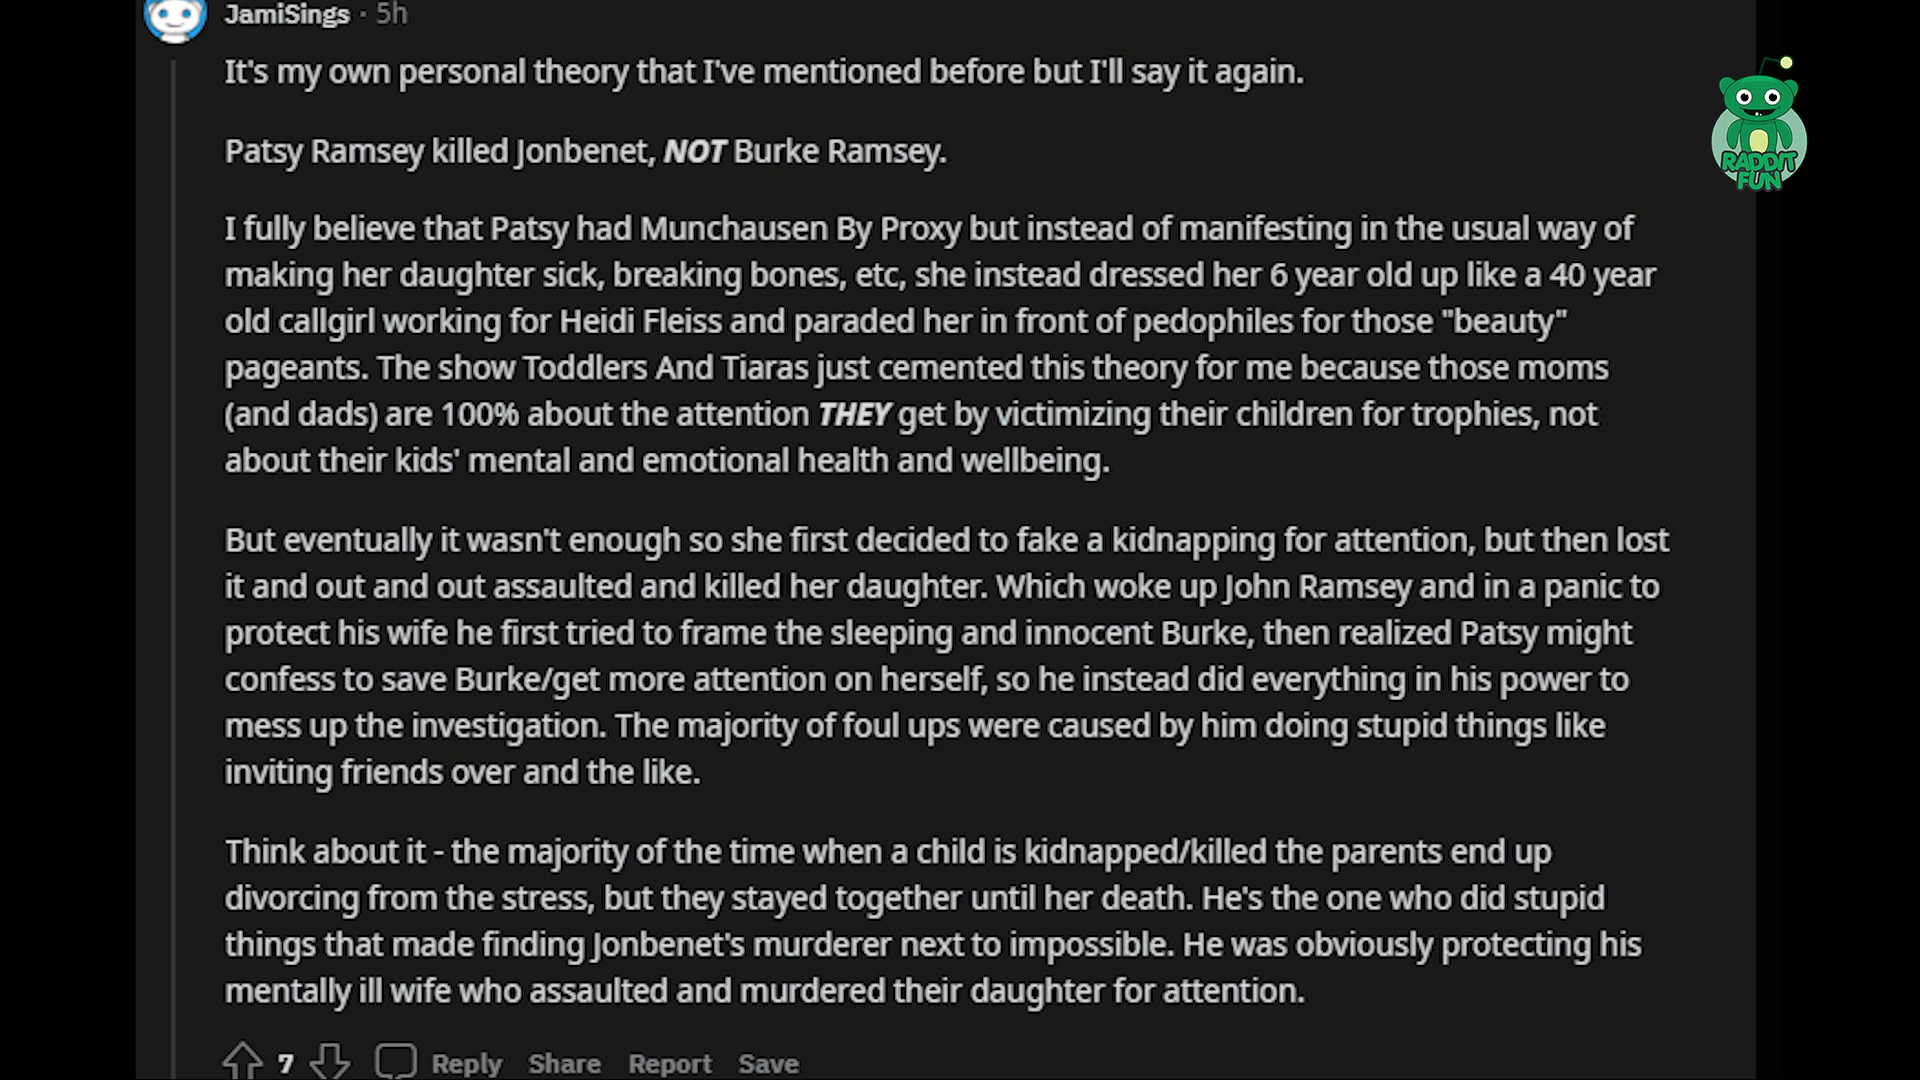 JamiSings · 5h
It's my own personal theory that I've mentioned before but I'll say it again.
RADDIT
FUN
Patsy Ramsey killed Jonbenet, NOT Burke Ramsey.
I fully believe that Patsy had Munchausen By Proxy but instead of manifesting in the usual way of
making her daughter sick, breaking bones, etc, she instead dressed her 6 year old up like a 40 year
old callgirl working for Heidi Fleiss and paraded her in front of pedophiles for those "beauty"
pageants. The show Toddlers And Tiaras just cemented this theory for me because those moms
(and dads) are 100% about the attention THEY get by victimizing their children for trophies, not
about their kids' mental and emotional health and wellbeing.
But eventually it wasn't enough so she first decided to fake a kidnapping for attention, but then lost
it and out and out assaulted and killed her daughter. Which woke up John Ramsey and in a panic to
protect his wife he first tried to frame the sleeping and innocent Burke, then realized Patsy might
confess to save Burke/get more attention on herself, so he instead did everything in his power to
mess up the investigation. The majority of foul ups were caused by him doing stupid things like
inviting friends over and the like.
Think about it - the majority of the time when a child is kidnapped/killed the parents end up
divorcing from the stress, but they stayed together until her death. He's the one who did stupid
things that made finding Jonbenet's murderer next to impossible. He was obviously protecting his
mentally ill wife who assaulted and murdered their daughter for attention.
7 Reply Share Report Save